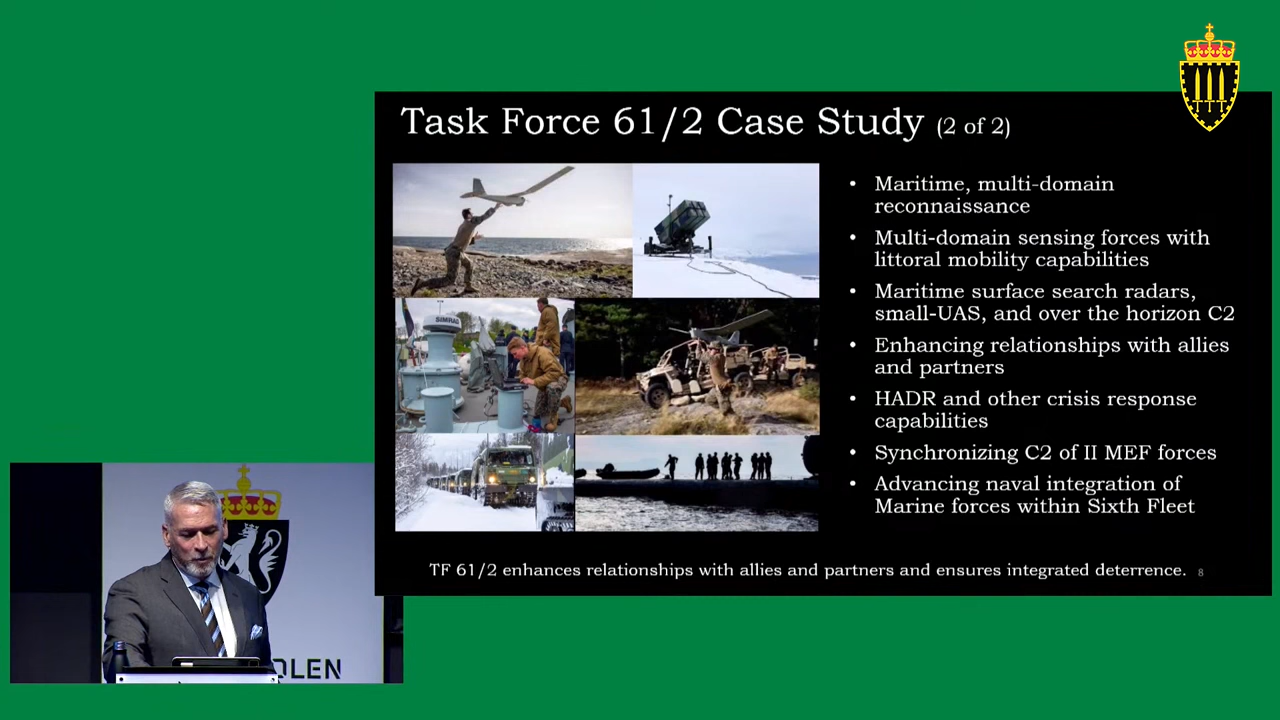 Task Force 61/2 Case Study (2 of 2)
• Maritime, multi-domain
reconnaissance
• Multi-domain sensing forces with
littoral mobility capabilities
• Maritime surface search radars,
small-UAS, and over the horizon C2
• Enhancing relationships with allies
and partners
• HADR and other crisis response
capabilities
• Synchronizing C2 of II MEF forces
• Advancing naval integration of
Marine forces within Sixth Fleet
SIMRAD
TF 61/2 enhances relationships with allies and partners and ensures integrated deterrence. 8
OLEN